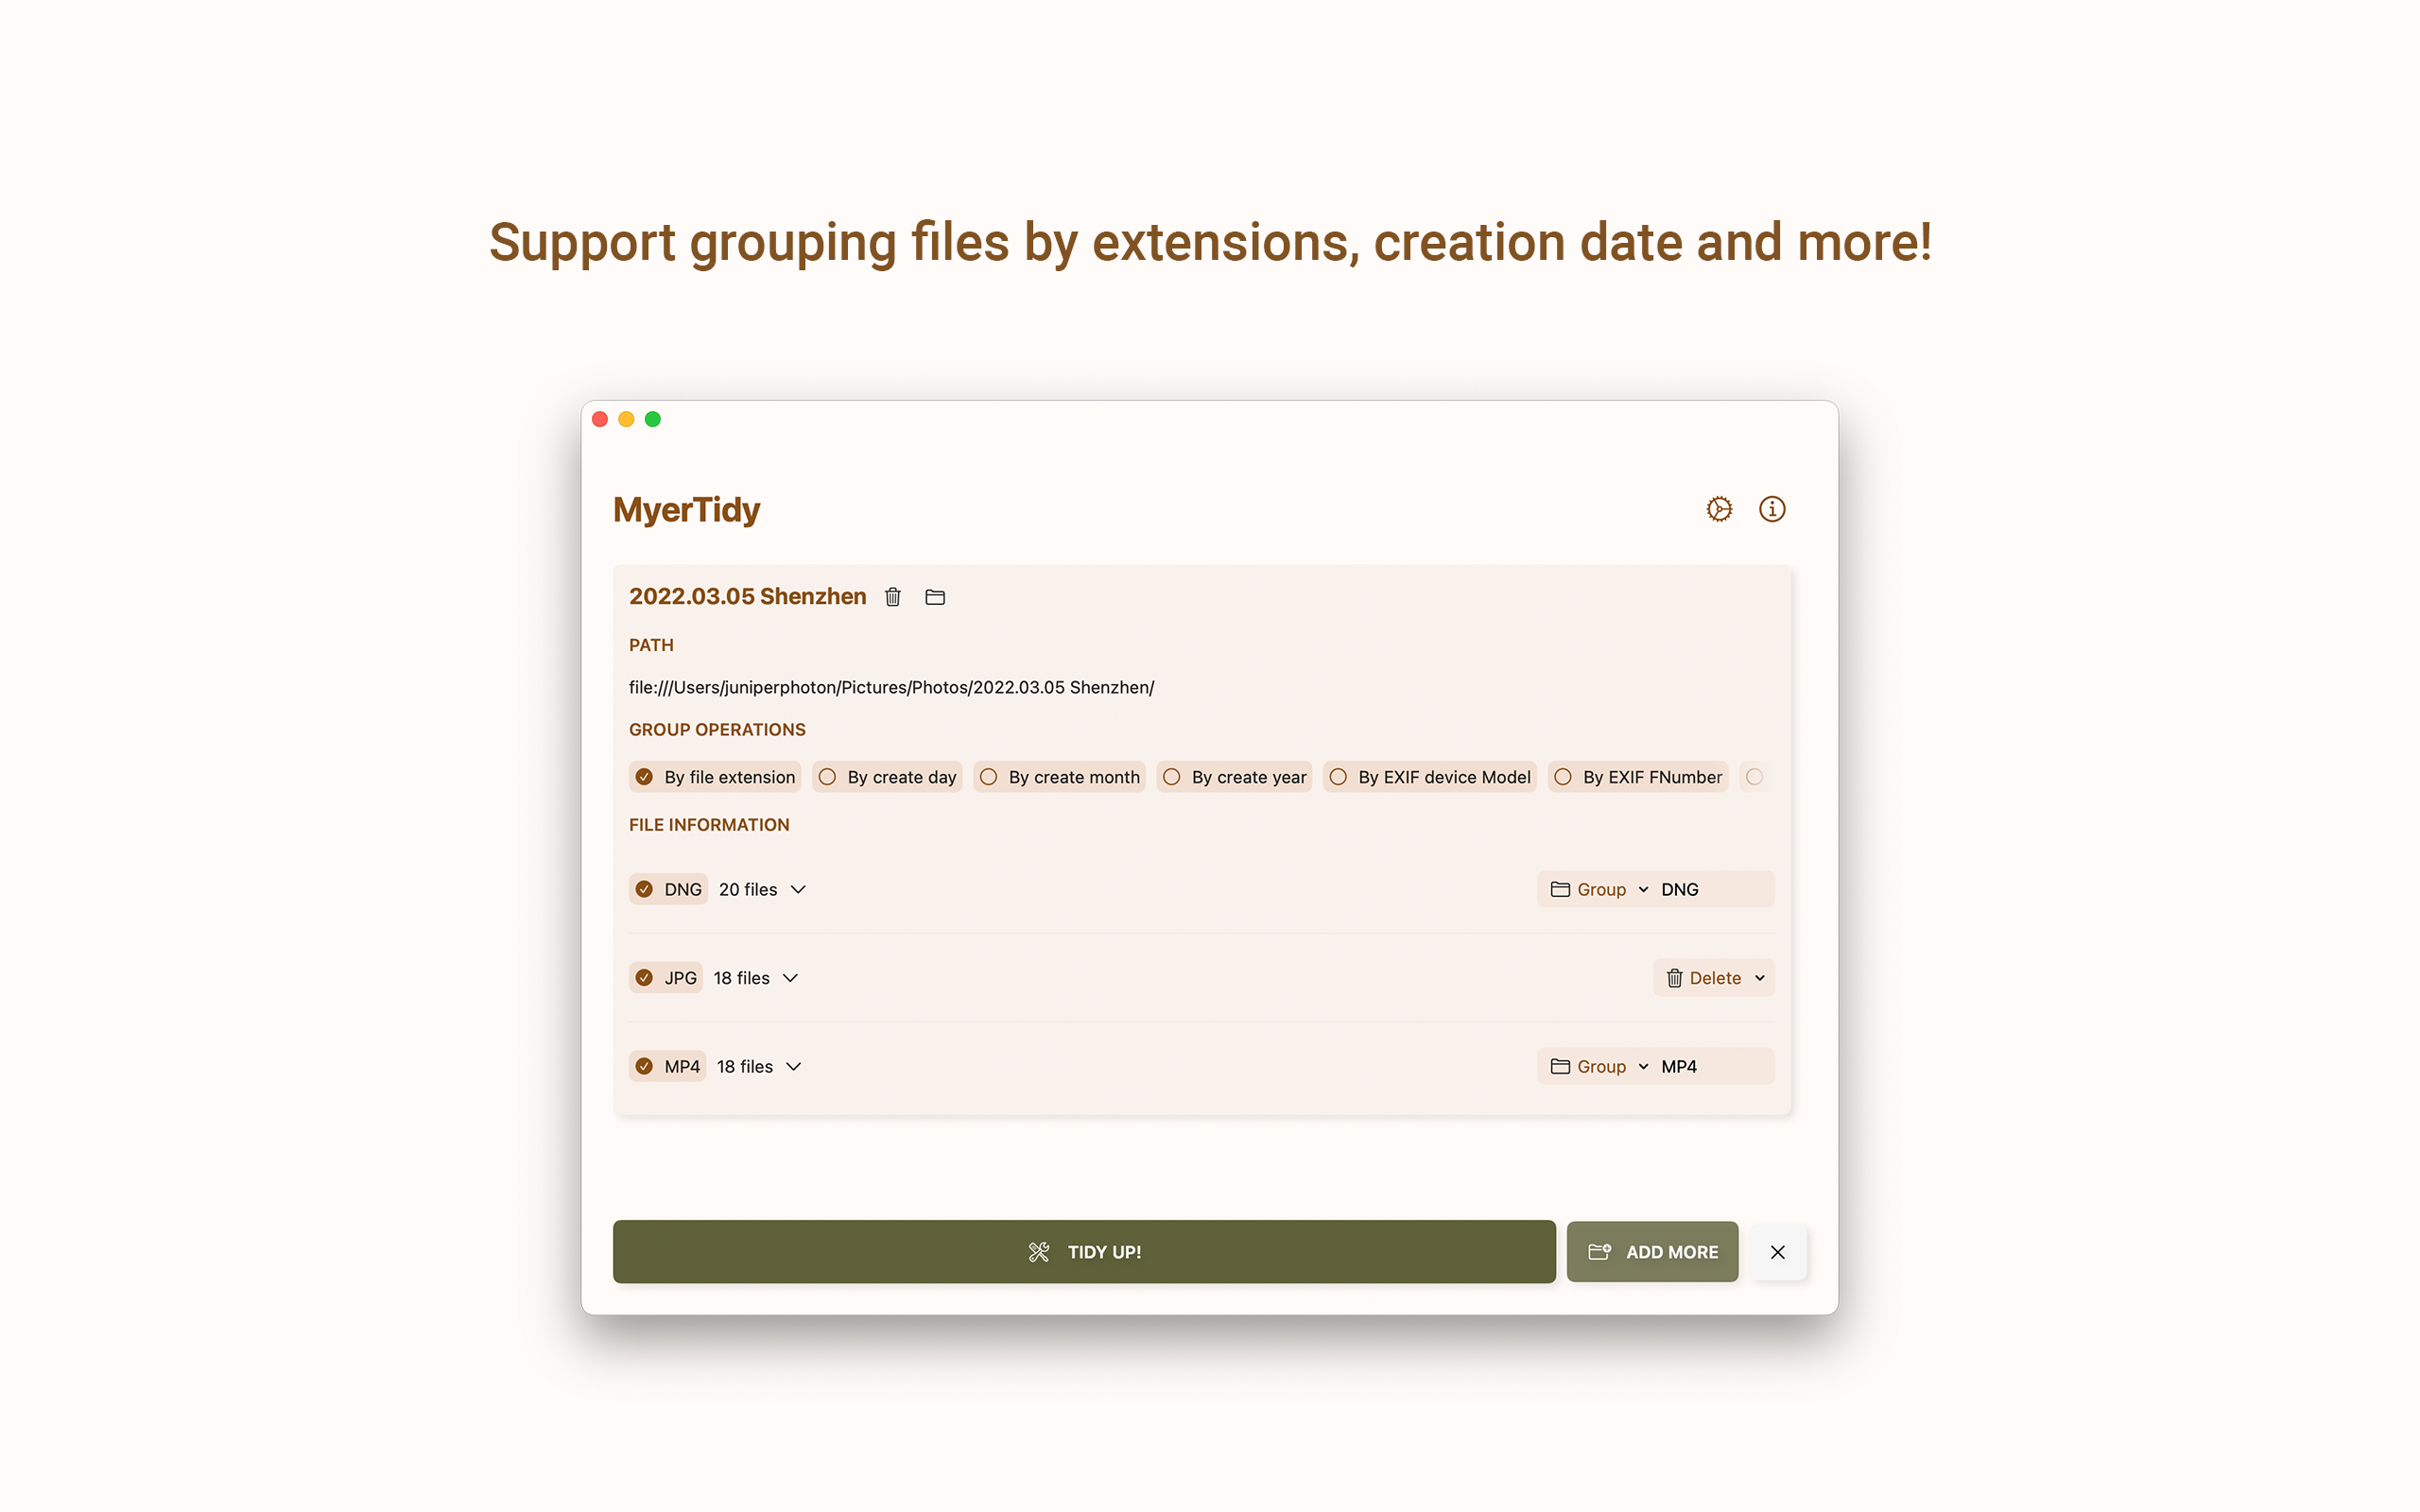 Support grouping files by extensions, creation date and more!
MyerTidy
2022.03.05 Shenzhen
PATH
file:///Users/juniperphoton/Pictures/Photos/2022.03.05 Shenzhen/
GROUP OPERATIONS
By file extension By create day By create month By create year By EXIF device Model By EXIF FNumber
FILE INFORMATION
DNG 20 files Group DNG
JPG 18 files Delete
MP4 18 files Group MP4
TIDY UP! ADD MORE